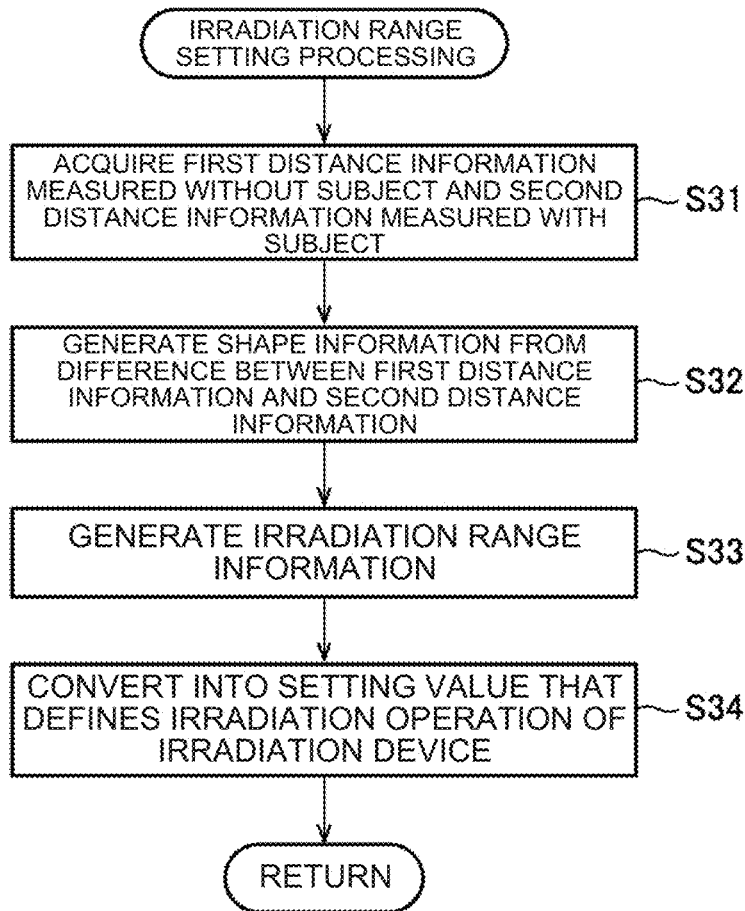 IRRADIATION RANGE
SETTING PROCESSING
ACQUIRE FIRST DISTANCE INFORMATION
MEASURED WITHOUT SUBJECT AND SECOND
DISTANCE INFORMATION MEASURED WITH
SUBJECT
S31
GENERATE SHAPE INFORMATION FROM
DIFFERENCE BETWEEN FIRST DISTANCE
INFORMATION AND SECOND DISTANCE
INFORMATION
S32
GENERATE IRRADIATION RANGE
INFORMATION
S33
CONVERT INTO SETTING VALUE THAT
DEFINES IRRADIATION OPERATION OF
IRRADIATION DEVICE
S34
RETURN